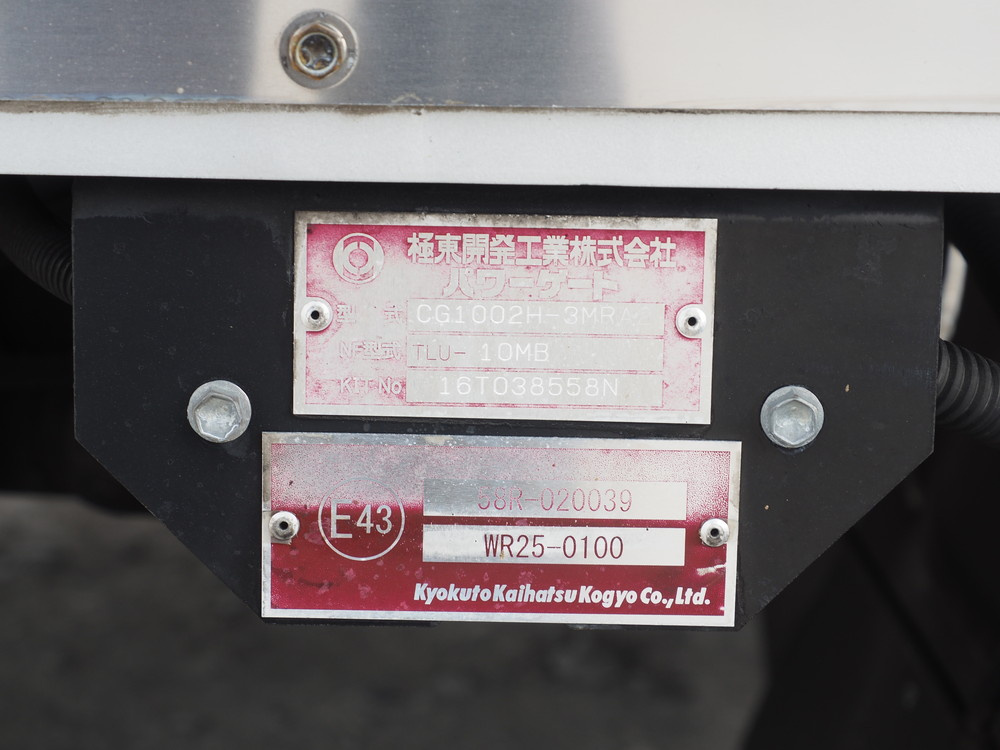 極東開発工業株式会社
パワーゲート
型 式 CG1002H-3MRA
NF型式 TLU- 10MB
KIT No 16T038558N
E43
58R-020039
WR25-0100
Kyokuto Kaihatsu Kogyo Co.,Ltd.